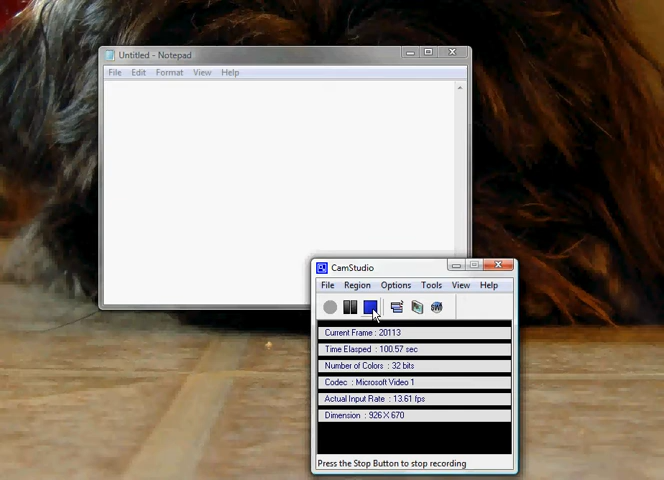 Untitled - Notepad
File Edit Format View Help
CamStudio
File Region Options Tools View Help
Current Frame : 20113
Time Elasped : 100.57 sec
Number of Colors : 32 bits
Codec : Microsoft Video 1
Actual Input Rate : 13.61 fps
Dimension : 926 X 670
Press the Stop Button to stop recording